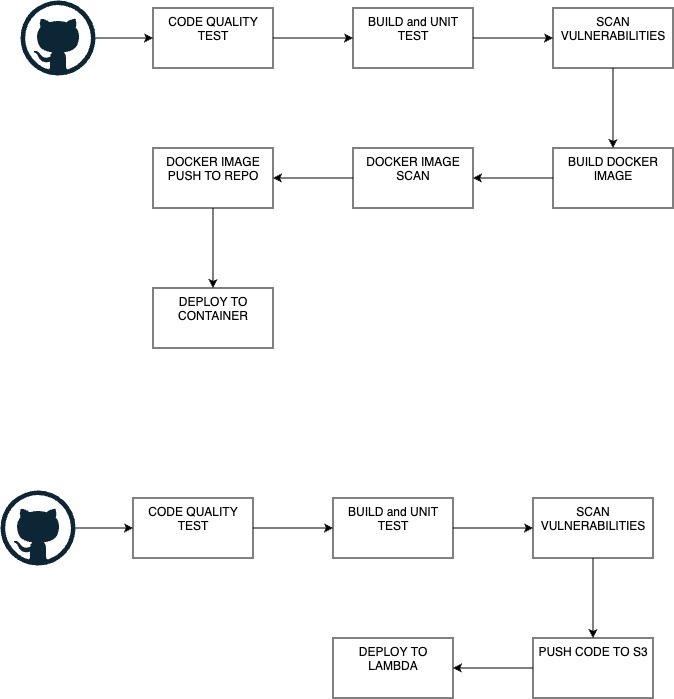 CODE QUALITY
TEST
BUILD and UNIT
TEST
SCAN
VULNERABILITIES
DOCKER IMAGE
PUSH TO REPO
DOCKER IMAGE
SCAN
BUILD DOCKER
IMAGE
DEPLOY TO
CONTAINER
CODE QUALITY
TEST
BUILD and UNIT
TEST
SCAN
VULNERABILITIES
DEPLOY TO
LAMBDA
PUSH CODE TO S3